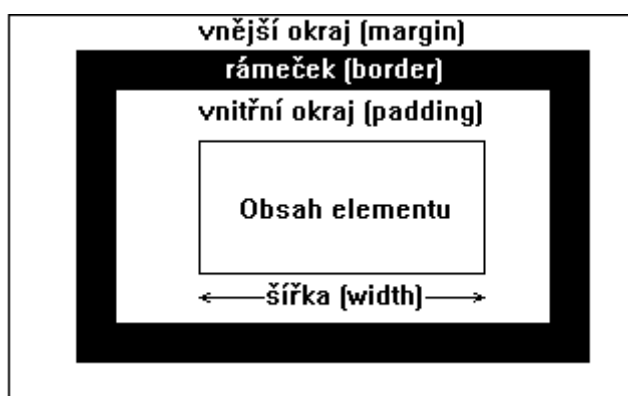 vnější okraj (margin)
rámeček (border)
vnitřní okraj (padding)
Obsah elementu
šířka (width)